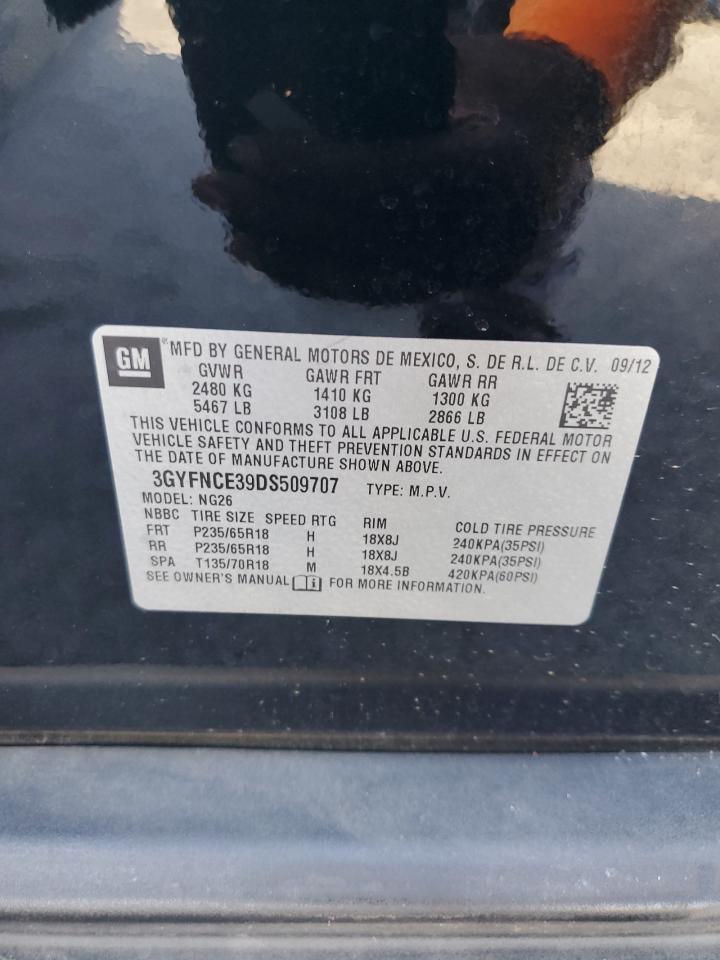 GM ® MFD BY GENERAL MOTORS DE MEXICO, S. DE R.L. DE C.V. 09/12
GVWR GAWR FRT GAWR RR
2480 KG 1410 KG 1300 KG
5467 LB 3108 LB 2866 LB
THIS VEHICLE CONFORMS TO ALL APPLICABLE U.S. FEDERAL MOTOR
VEHICLE SAFETY AND THEFT PREVENTION STANDARDS IN EFFECT ON
THE DATE OF MANUFACTURE SHOWN ABOVE.
3GYFNCE39DS509707 TYPE: M.P.V.
MODEL: NG26
NBBC TIRE SIZE SPEED RTG RIM COLD TIRE PRESSURE
FRT P235/65R18 H 18X8J 240KPA(35PSI)
RR P235/65R18 H 18X8J 240KPA(35PSI)
SPA T135/70R18 M 18X4.5B 420KPA(60PSI)
SEE OWNER'S MANUAL i FOR MORE INFORMATION.